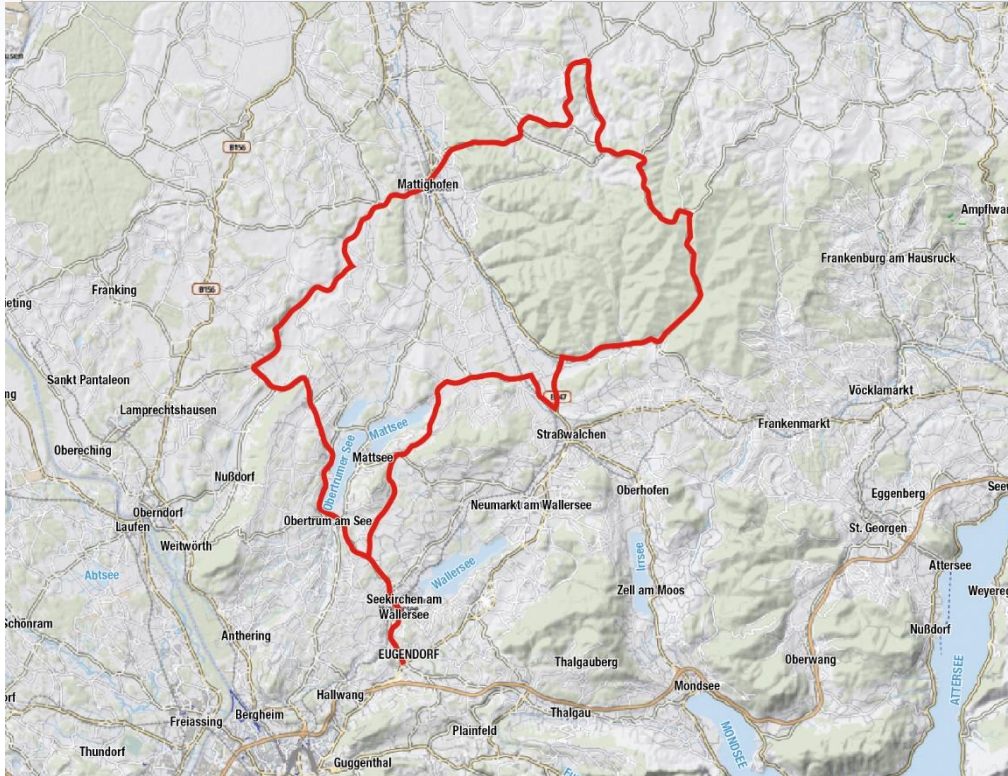 B156
Mattighofen
Ampflwa
Frankenburg am Hausruck
Franking
B156
Sankt Pantaleon
Lamprechtshausen
Vöcklamarkt
Frankenmarkt
Straßwalchen
Mattsee
Mattsee
Obertrumer See
Obereching
Nußdorf
Oberhofen
Neumarkt am Wallersee
Eggenberg
Oberndorf
Laufen
Obertrum am See
St. Georgen
Weitwörth
Irrsee
Attersee
Abtsee
Wallersee
Zell am Moos
Weyereg
Seekirchen am
Wallersee
Schönram
Anthering
Nußdorf
EUGENDORF
Thalgauberg
Oberwang
ATTERSEE
Hallwang
Mondsee
Thalgau
Freiassing
Bergheim
Plainfeld
MONDSEE
Thundorf
Guggenthal